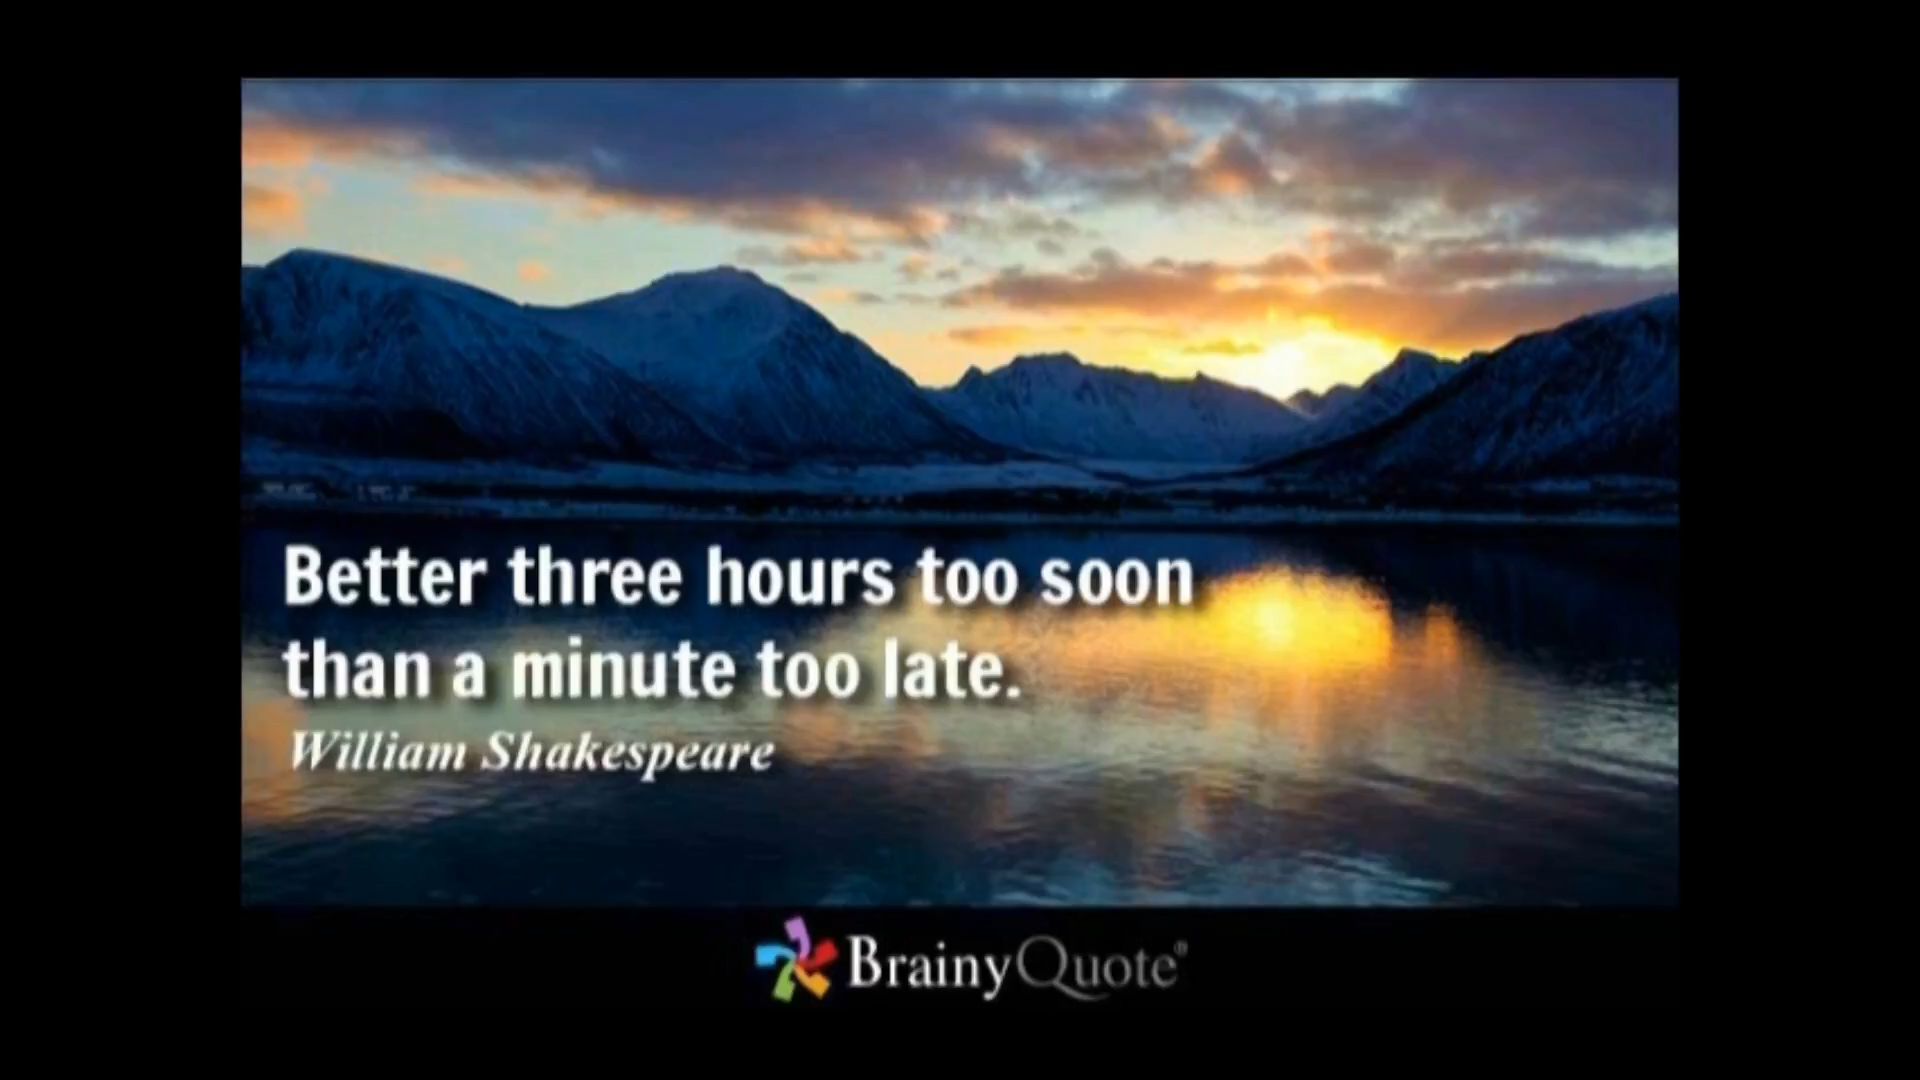 Better three hours too soon
than a minute too late.
William Shakespeare
BrainyQuote®